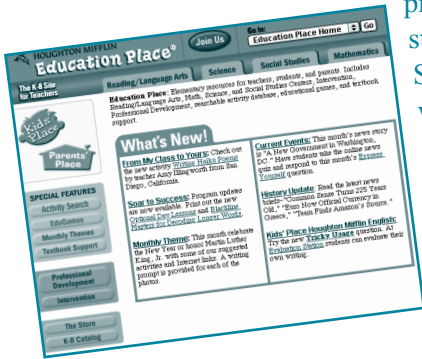 HOUGHTON MIFFLIN
Education Place®
Join Us
Go to:
Education Place Home
Go
The K-8 Site
for Teachers
Reading/Language Arts
Science
Social Studies
Mathematics
Education Place: Elementary resources for teachers, students, and parents. Includes
Reading/Language Arts, Math, Science, and Social Studies Centers, Intervention,
Professional Development, searchable activity database, educational games, and textbook
support.
Kids'
Place
Parents'
Place
SPECIAL FEATURES
Activity Search
EduGames
Monthly Themes
Textbook Support
Professional
Development
Intervention
The Store
K-8 Catalog
What's New!
From My Class to Yours: Check out
the new activity Writing Haiku Poems
by teacher Amy Illingworth from San
Diego, California.
Soar to Success: Program updates
are now available. Print out the new
Optional Day Lessons and Blackline
Masters for Decoding Longer Words.
Monthly Theme: This month celebrate
the New Year or honor Martin Luther
King, Jr. with some of our suggested
activities and Internet links. A writing
prompt is provided for each of the
photos.
Current Events: This month's news story
is "A New Government in Washington,
DC." Have students take the online news
quiz and respond to this month's Express
Yourself question.
History Update: Read the latest news
briefs-"Common Sense Turns 225 Years
Old," "Euro Now Official Currency in
Greece," "Team Finds Amazon's Source."
Kids' Place Houghton Mifflin English:
Try the new Tricky Usage question. At
Evaluation Station students can evaluate their
own writing.